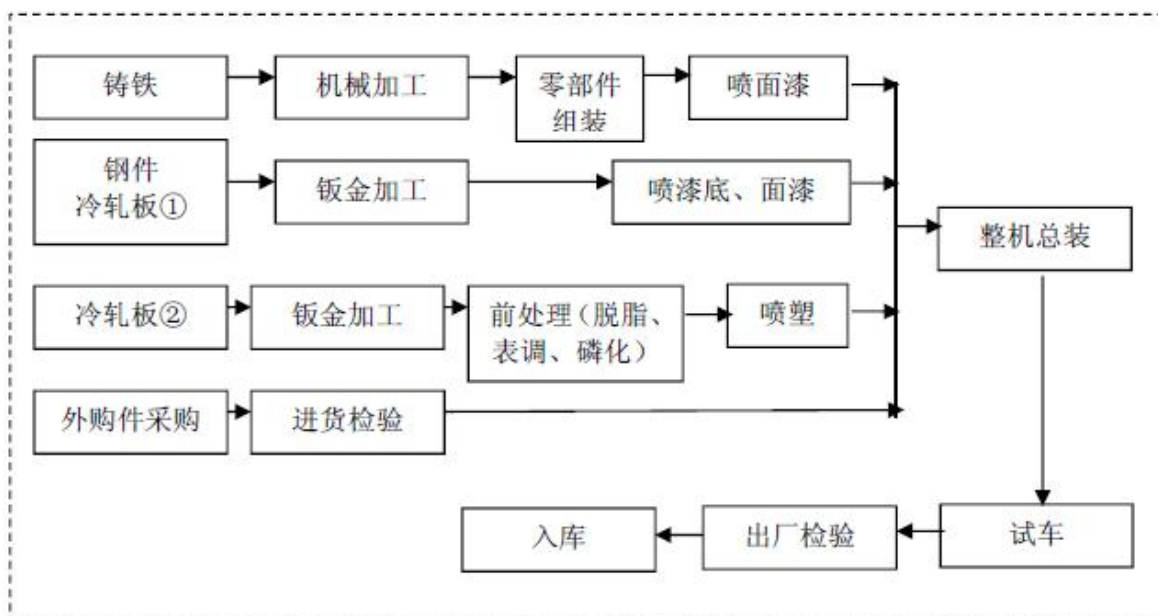 铸铁
机械加工
零部件
组装
喷面漆
钢件
冷轧板①
钣金加工
喷漆底、面漆
整机总装
冷轧板②
钣金加工
前处理（脱脂、
表调、磷化）
喷塑
外购件采购
进货检验
入库
出厂检验
试车